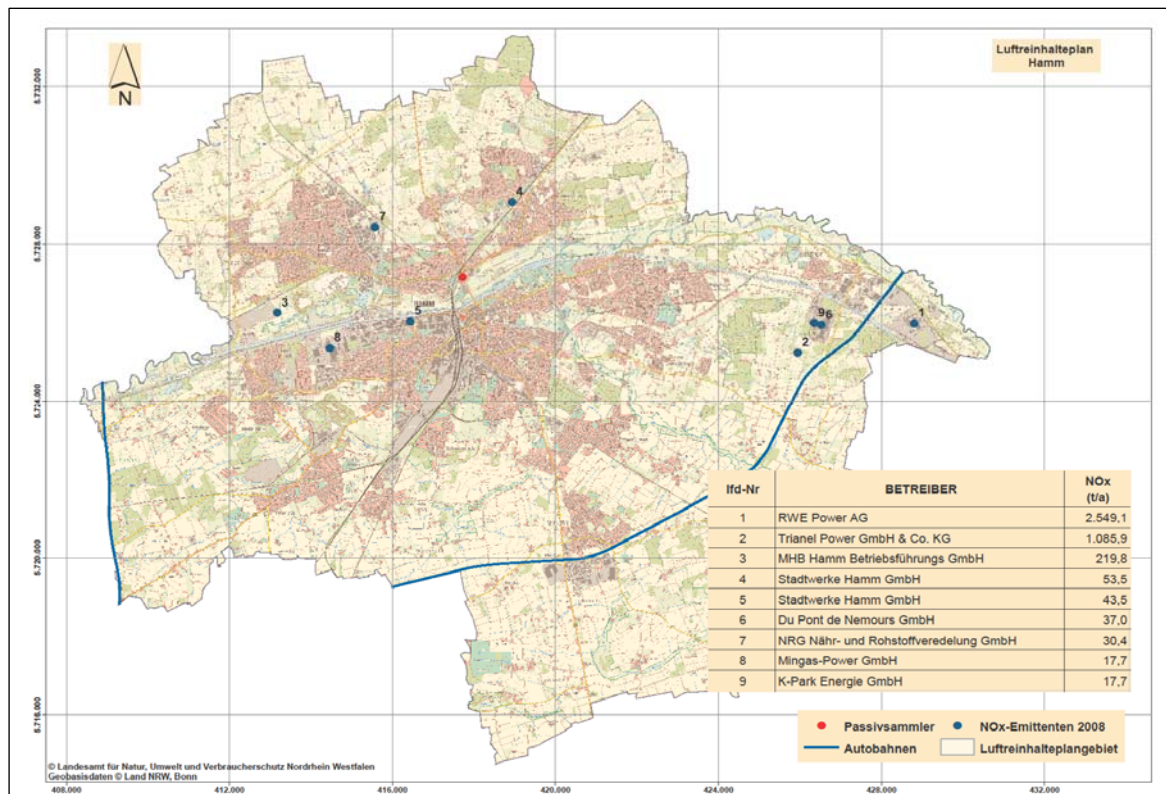 Luftreinhalteplan
Hamm
N
5.732.000
5.728.000
5.724.000
5.720.000
5.716.000
4
7
3
5
8
9 6
2
1
lfd-Nr BETREIBER NOx (t/a)
1 RWE Power AG 2.549,1
2 Trianel Power GmbH & Co. KG 1.085,9
3 MHB Hamm Betriebsführungs GmbH 219,8
4 Stadtwerke Hamm GmbH 53,5
5 Stadtwerke Hamm GmbH 43,5
6 Du Pont de Nemours GmbH 37,0
7 NRG Nähr- und Rohstoffveredelung GmbH 30,4
8 Mingas-Power GmbH 17,7
9 K-Park Energie GmbH 17,7
Passivsammler NOx-Emittenten 2008
Autobahnen Luftreinhalteplangebiet
© Landesamt für Natur, Umwelt und Verbraucherschutz Nordrhein Westfalen
Geobasisdaten © Land NRW, Bonn
408.000 412.000 416.000 420.000 424.000 428.000 432.000